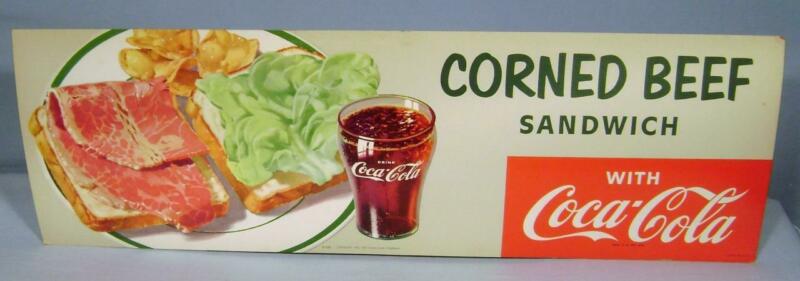 CORNED BEEF
SANDWICH
DRINK
Coca-Cola
WITH
Coca-Cola